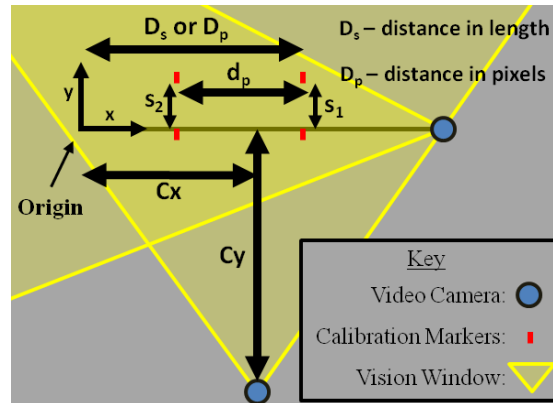 Ds or Dp
Ds – distance in length
Dp – distance in pixels
dp
y
s2
s1
x
Cx
Origin
Cy
Key
Video Camera:
Calibration Markers:
Vision Window: